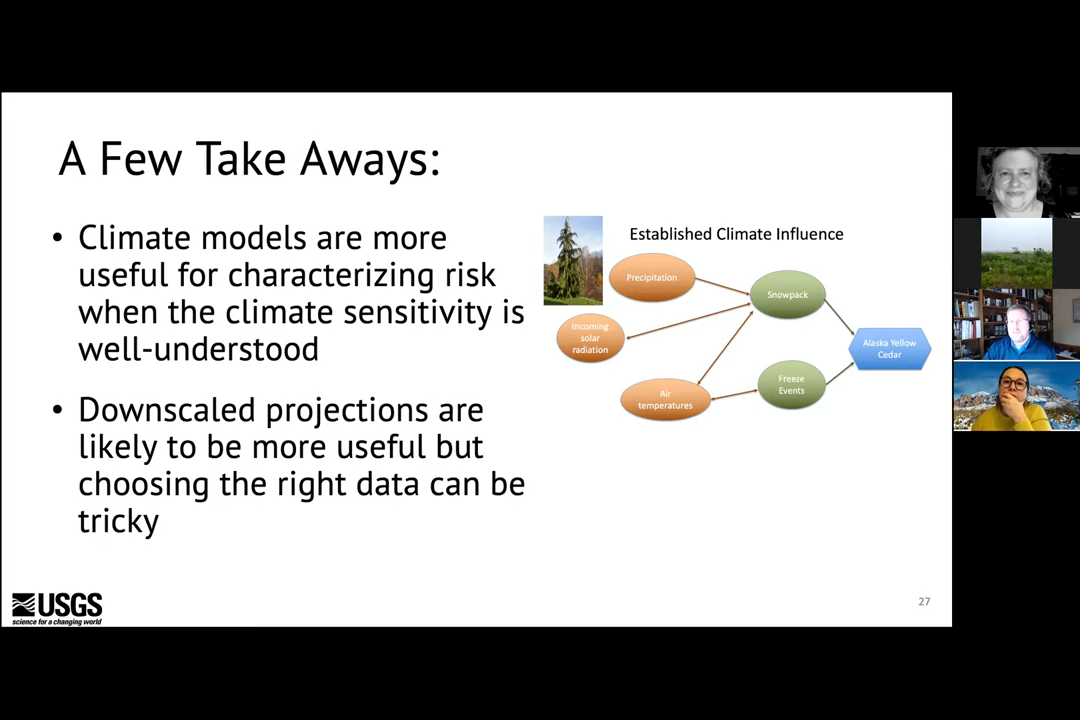 A Few Take Aways:
• Climate models are more
useful for characterizing risk
when the climate sensitivity is
well-understood
• Downscaled projections are
likely to be more useful but
choosing the right data can be
tricky
Established Climate Influence
Precipitation
Snowpack
Incoming
solar
radiation
Alaska Yellow
Cedar
Freeze
Events
Air
temperatures
USGS
science for a changing world
27